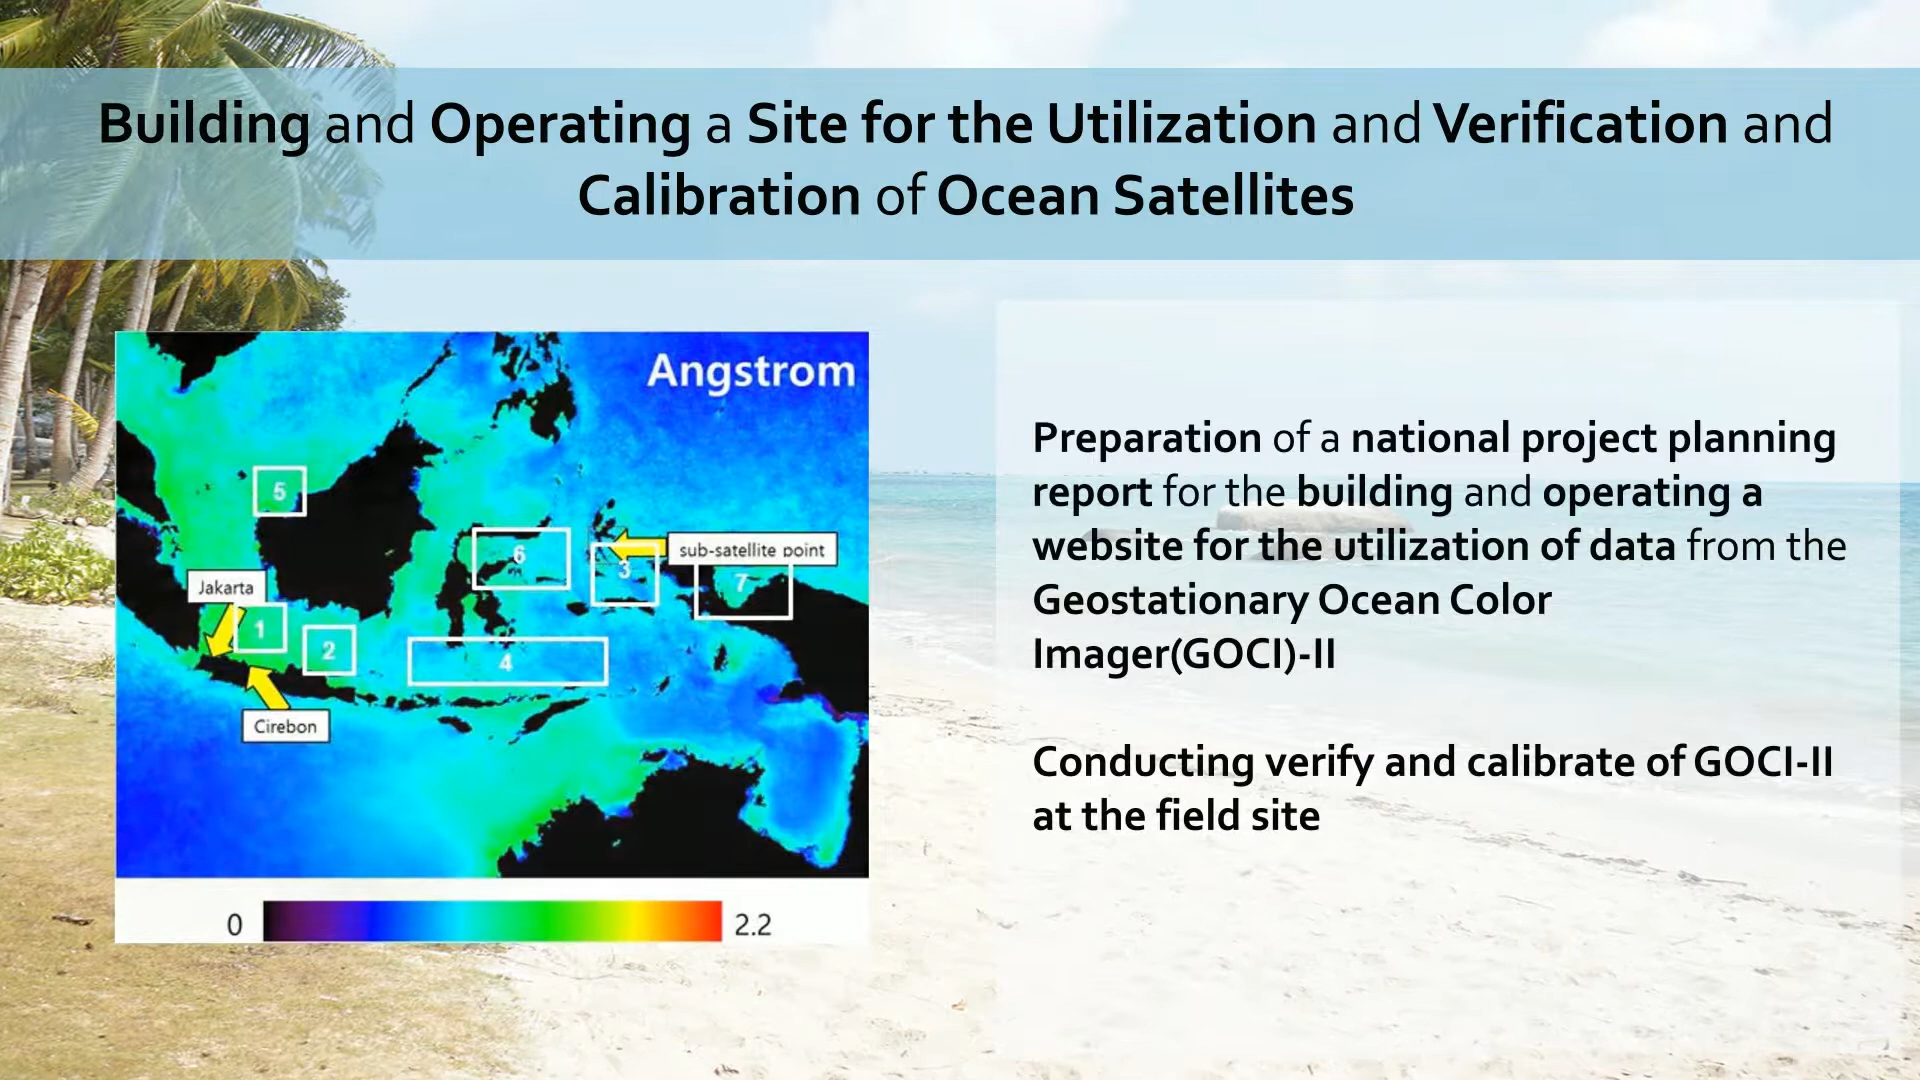 Building and Operating a Site for the Utilization and Verification and
Calibration of Ocean Satellites
Angstrom
5
6
sub-satellite point
3
7
Jakarta
1
2
4
Cirebon
0
2.2
Preparation of a national project planning
report for the building and operating a
website for the utilization of data from the
Geostationary Ocean Color
Imager(GOCI)-II
Conducting verify and calibrate of GOCI-II
at the field site